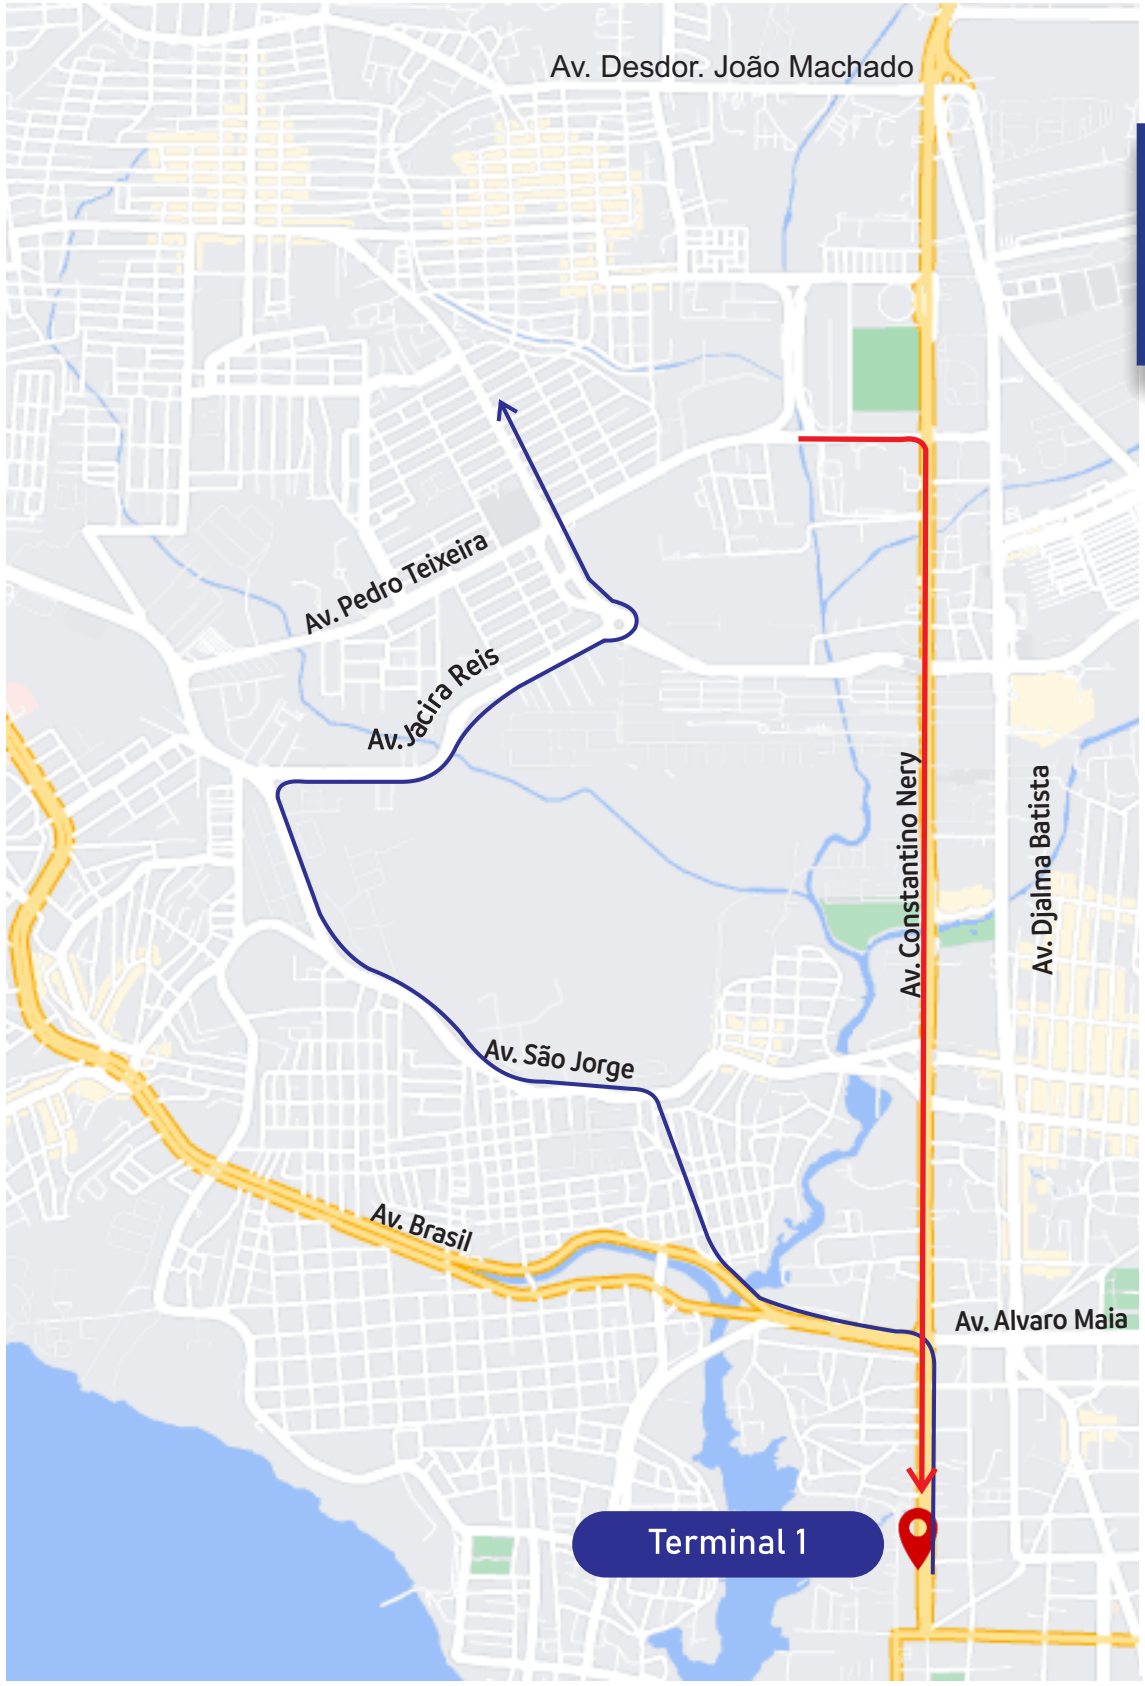 Av. Desdor. João Machado
Av. Pedro Teixeira
Av. Jacira Reis
Av. Constantino Nery
Av. Djalma Batista
Av. São Jorge
Av. Brasil
Av. Alvaro Maia
Terminal 1